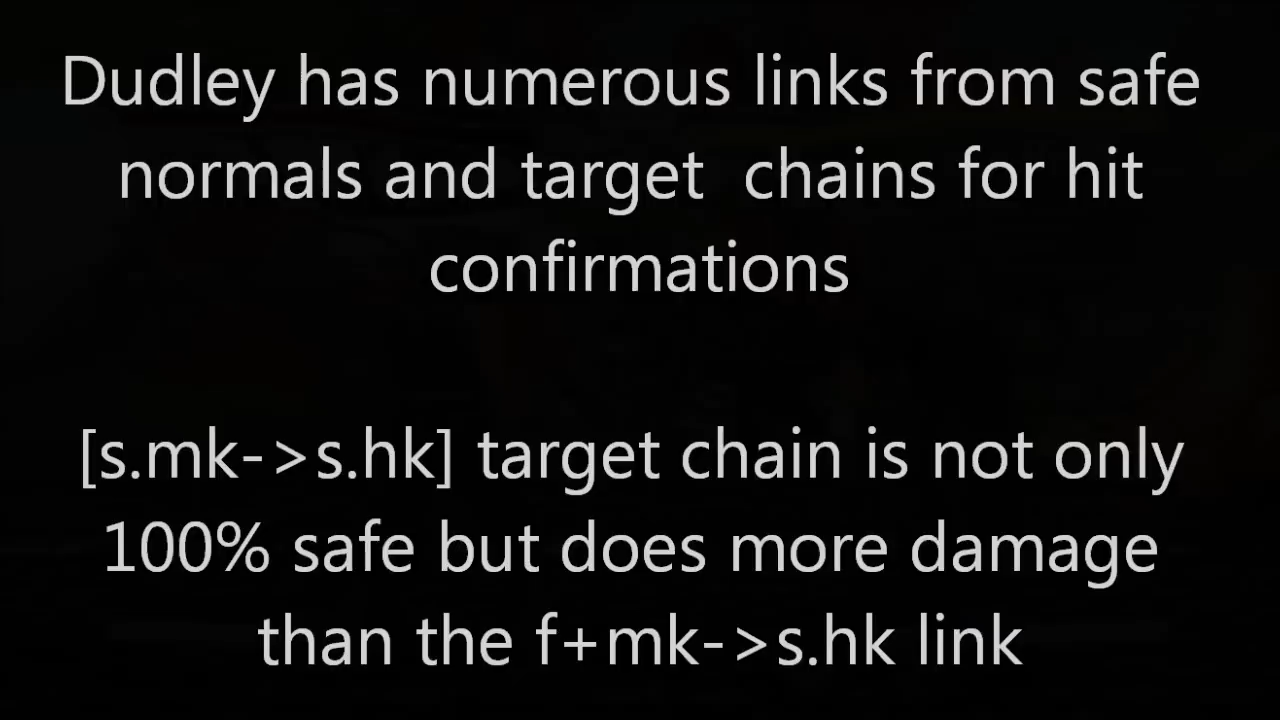 Dudley has numerous links from safe
normals and target  chains for hit
confirmations
[s.mk->s.hk] target chain is not only
100% safe but does more damage
than the f+mk->s.hk link